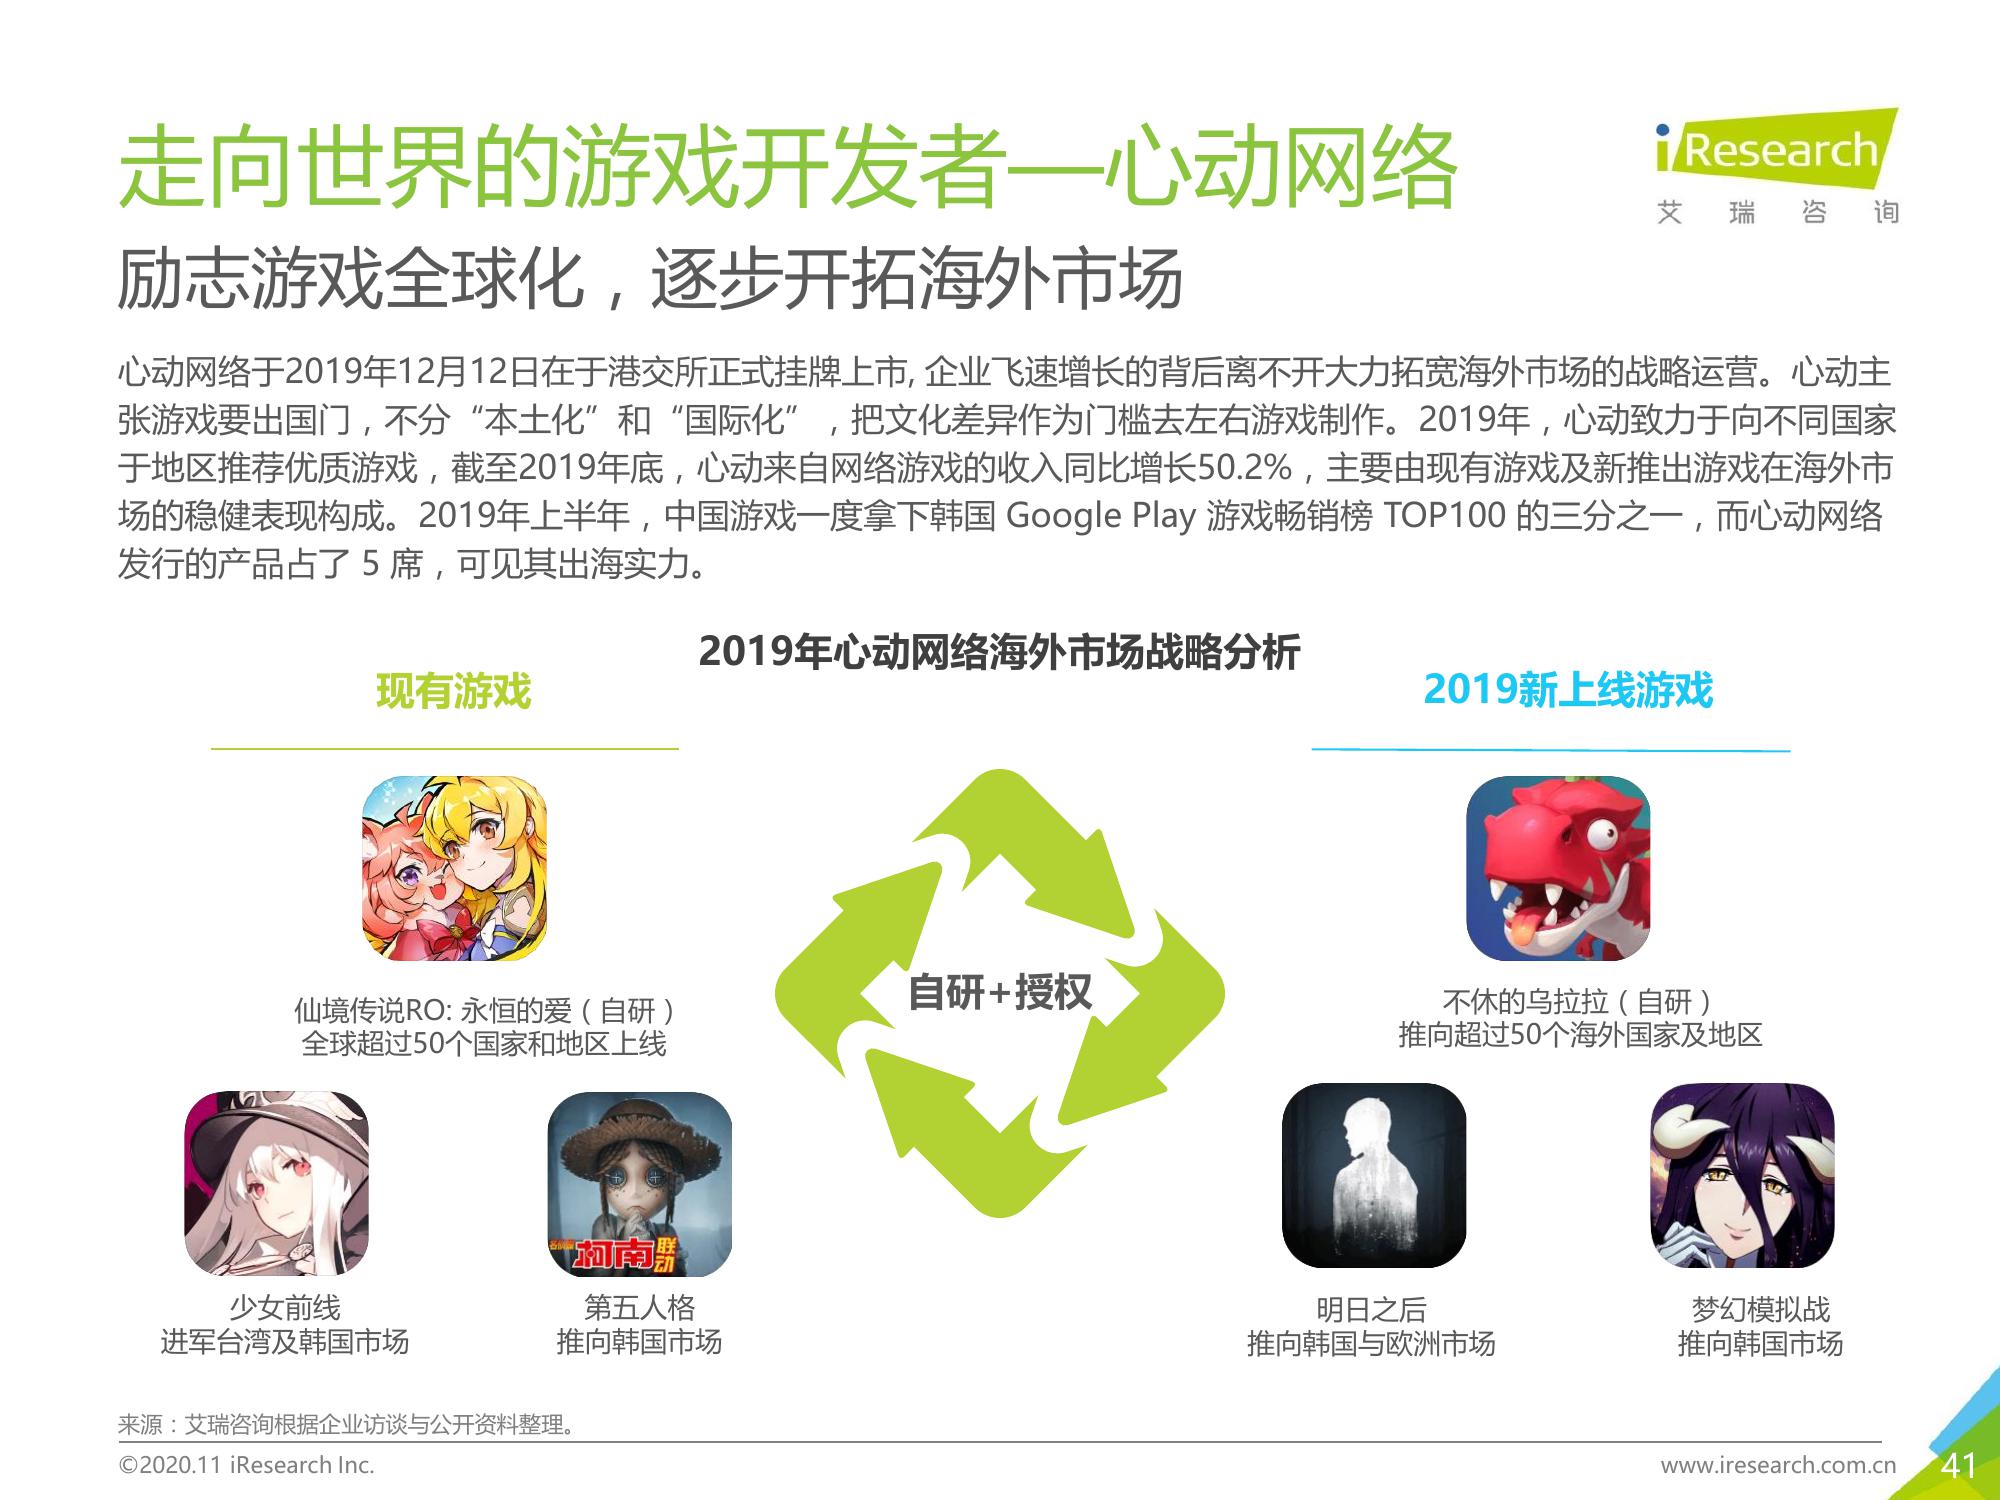 走向世界的游戏开发者—心动网络
iResearch
艾瑞咨询
励志游戏全球化，逐步开拓海外市场
心动网络于2019年12月12日在于港交所正式挂牌上市, 企业飞速增长的背后离不开大力拓宽海外市场的战略运营。心动主
张游戏要出国门，不分“本土化”和“国际化”，把文化差异作为门槛去左右游戏制作。2019年，心动致力于向不同国家
于地区推荐优质游戏，截至2019年底，心动来自网络游戏的收入同比增长50.2%，主要由现有游戏及新推出游戏在海外市
场的稳健表现构成。2019年上半年，中国游戏一度拿下韩国 Google Play 游戏畅销榜 TOP100 的三分之一，而心动网络
发行的产品占了 5 席，可见其出海实力。
2019年心动网络海外市场战略分析
现有游戏
仙境传说RO: 永恒的爱（自研）
全球超过50个国家和地区上线
柯南
联动
少女前线
进军台湾及韩国市场
第五人格
推向韩国市场
自研+授权
2019新上线游戏
不休的乌拉拉（自研）
推向超过50个海外国家及地区
明日之后
推向韩国与欧洲市场
梦幻模拟战
推向韩国市场
来源：艾瑞咨询根据企业访谈与公开资料整理。
©2020.11 iResearch Inc.
www.iresearch.com.cn
41